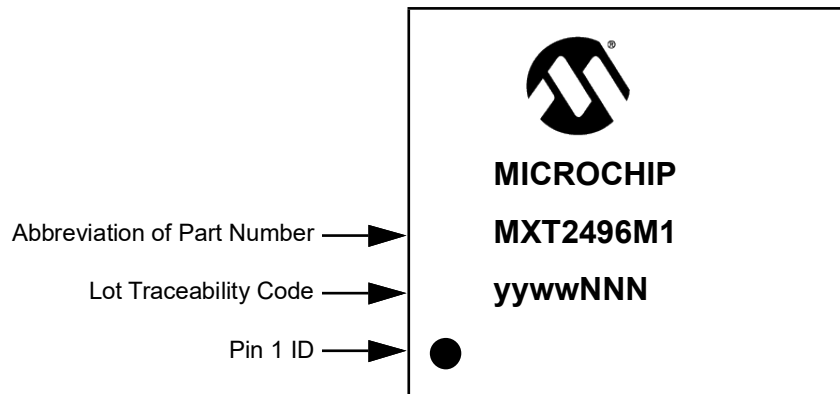 ®
MICROCHIP
Abbreviation of Part Number MXT2496M1
Lot Traceability Code yywwNNN
Pin 1 ID